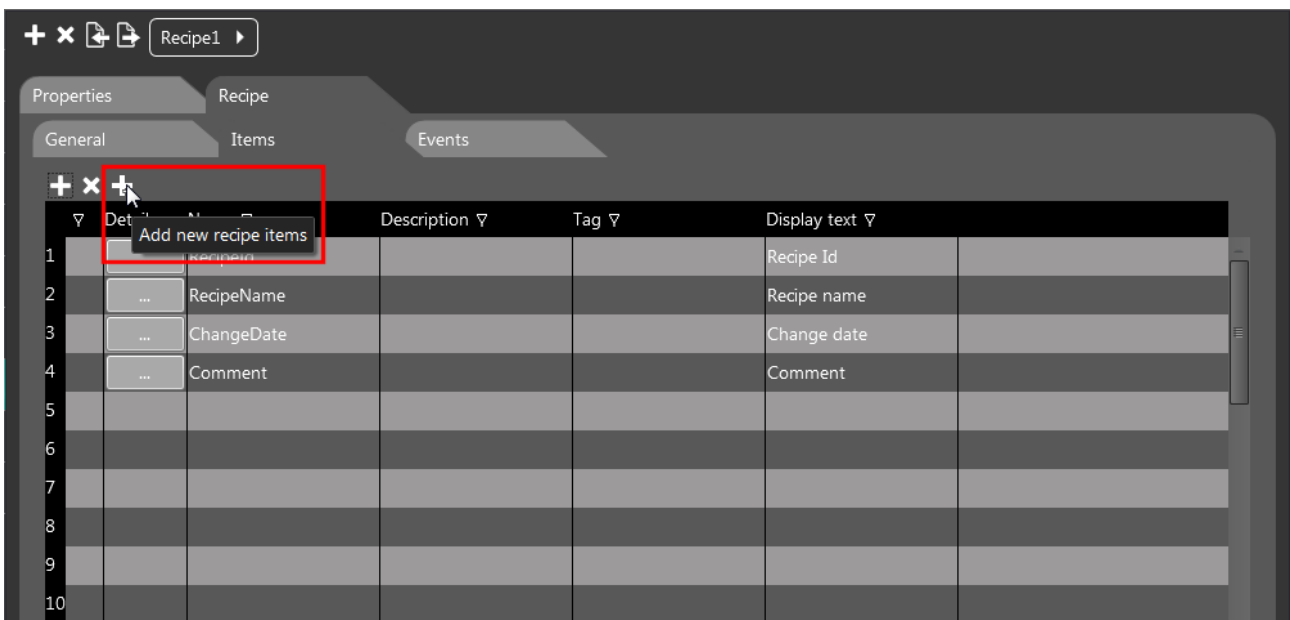 Recipe1
Properties Recipe
General Items Events
Description Tag Display text
Add new recipe items
1 RecipeId Recipe Id
2 ... RecipeName Recipe name
3 ... ChangeDate Change date
4 ... Comment Comment
5
6
7
8
9
10